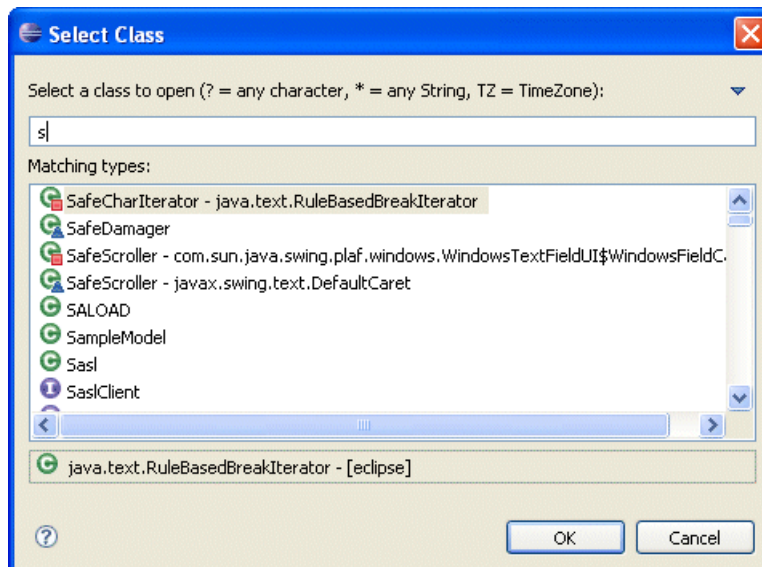 Select Class
Select a class to open (? = any character, * = any String, TZ = TimeZone):
s
Matching types:
SafeCharIterator - java.text.RuleBasedBreakIterator
SafeDamager
SafeScroller - com.sun.java.swing.plaf.windows.WindowsTextFieldUI$WindowsFieldCa
SafeScroller - javax.swing.text.DefaultCaret
SALOAD
SampleModel
Sasl
SaslClient
java.text.RuleBasedBreakIterator - [eclipse]
OK
Cancel